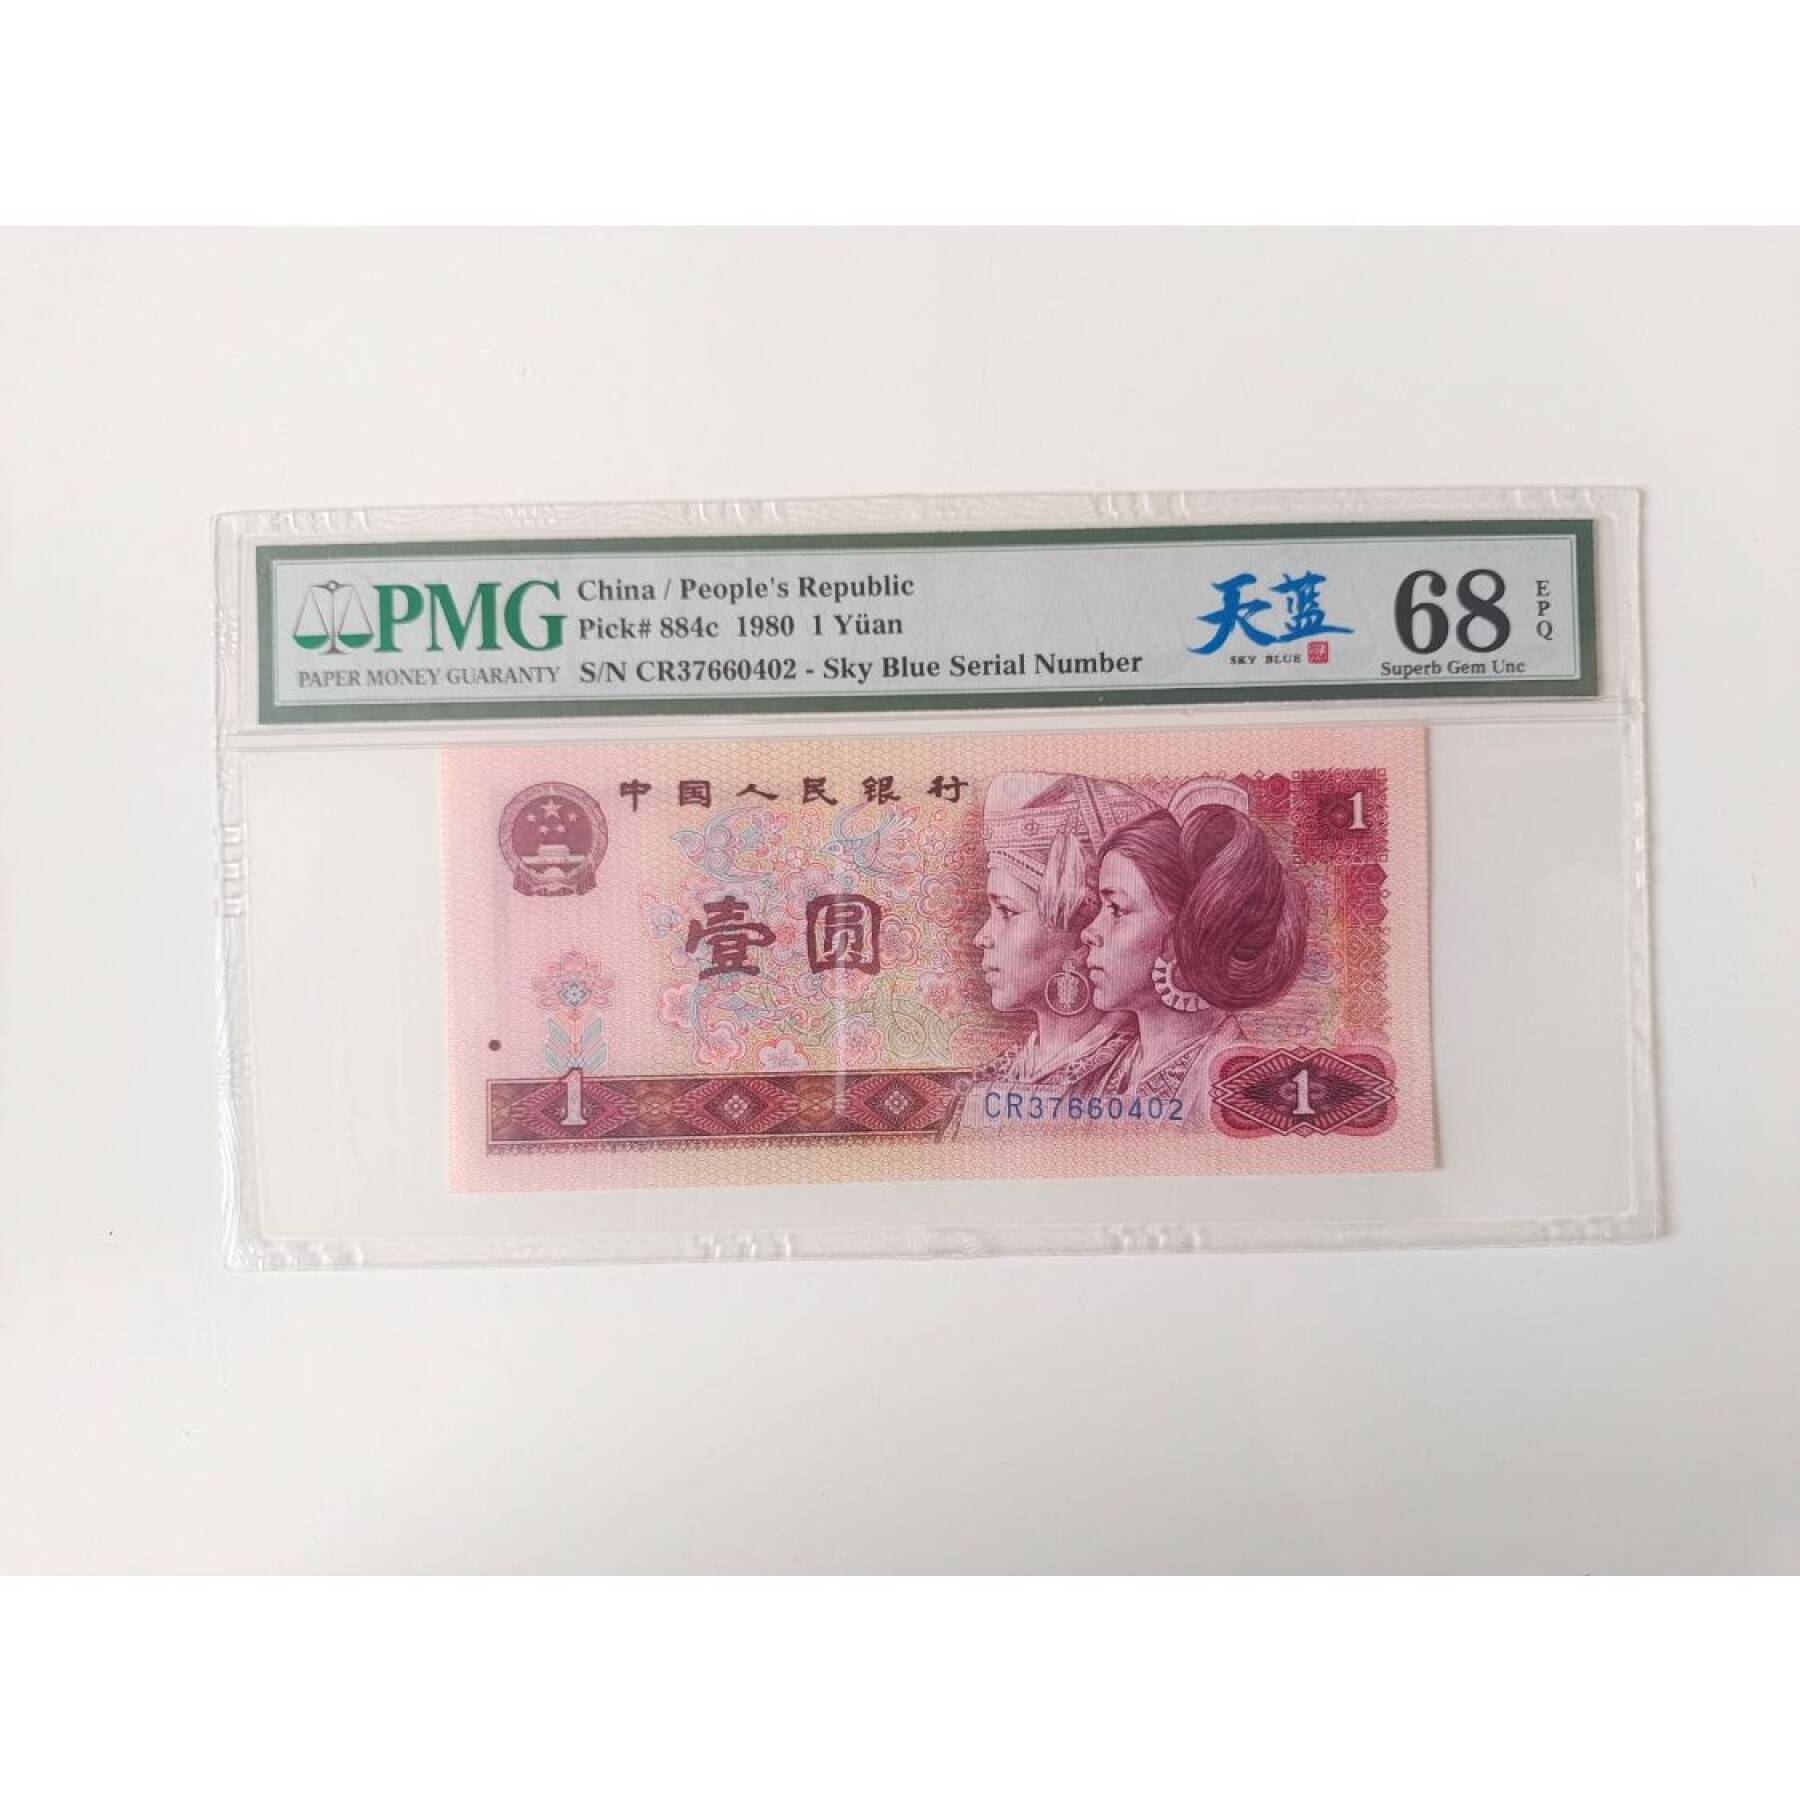 PMG
PAPER MONEY GUARANTY
China / People's Republic
Pick# 884c 1980 1 Yüan
S/N CR37660402 - Sky Blue Serial Number
天蓝
SKY BLUE
68
EPQ
Superb Gem Unc
中国人民银行
1
壹圆
1
CR37660402
1